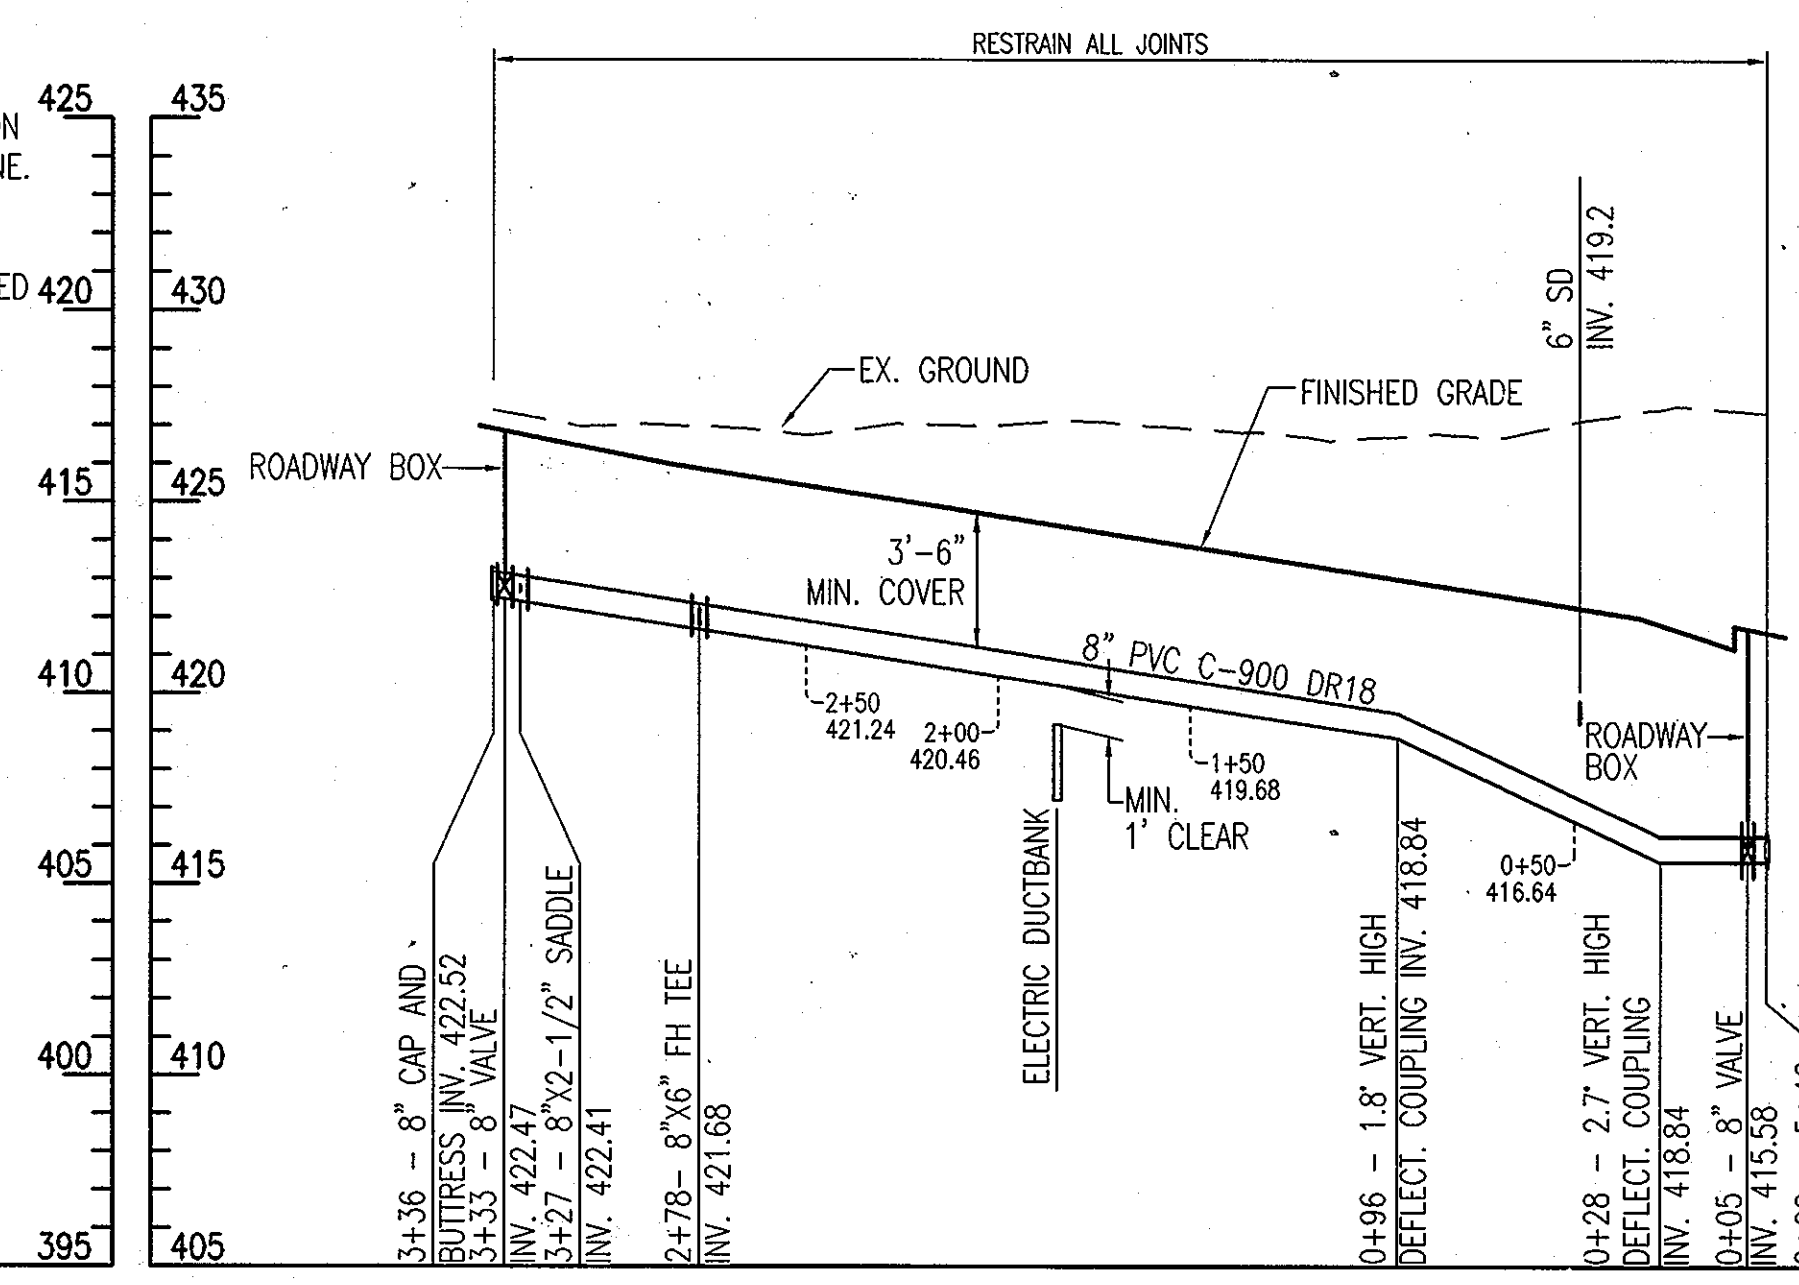 RESTRAIN ALL JOINTS
425
435
ON
NE.
ED
420
430
6" SD
INV. 419.2
EX. GROUND
FINISHED GRADE
ROADWAY BOX
415
425
3'-6"
MIN. COVER
8" PVC C-900 DR18
410
420
2+50
421.24
2+00
420.46
1+50
419.68
ROADWAY
BOX
MIN.
1' CLEAR
0+50
416.64
405
415
ELECTRIC DUCTBANK
400
410
3+36 - 8" CAP AND
BUTTRESS INV. 422.52
3+33 - 8" VALVE
INV. 422.47
3+27 - 8"X2-1/2" SADDLE
INV. 422.41
2+78- 8"X6" FH TEE
INV. 421.68
0+96 - 1.8° VERT. HIGH
DEFLECT. COUPLING INV. 418.84
0+28 - 2.7° VERT. HIGH
DEFLECT. COUPLING
INV. 418.84
0+05 - 8" VALVE
INV. 415.58
395
405